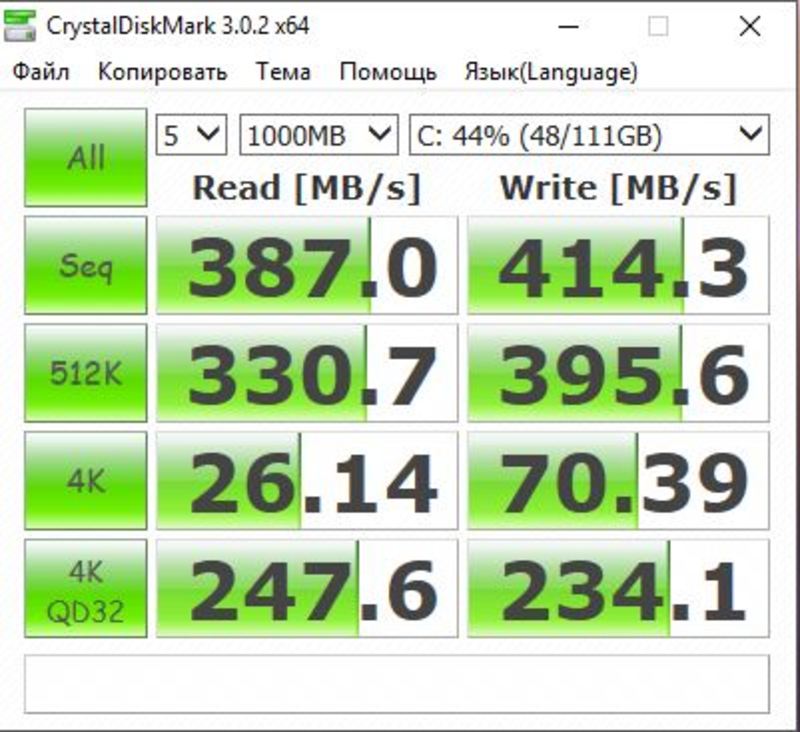 CrystalDiskMark 3.0.2 x64
Файл Копировать Тема Помощь Язык(Language)
All 5 1000MB C: 44% (48/111GB)
Read [MB/s] Write [MB/s]
Seq 387.0 414.3
512K 330.7 395.6
4K 26.14 70.39
4K QD32 247.6 234.1